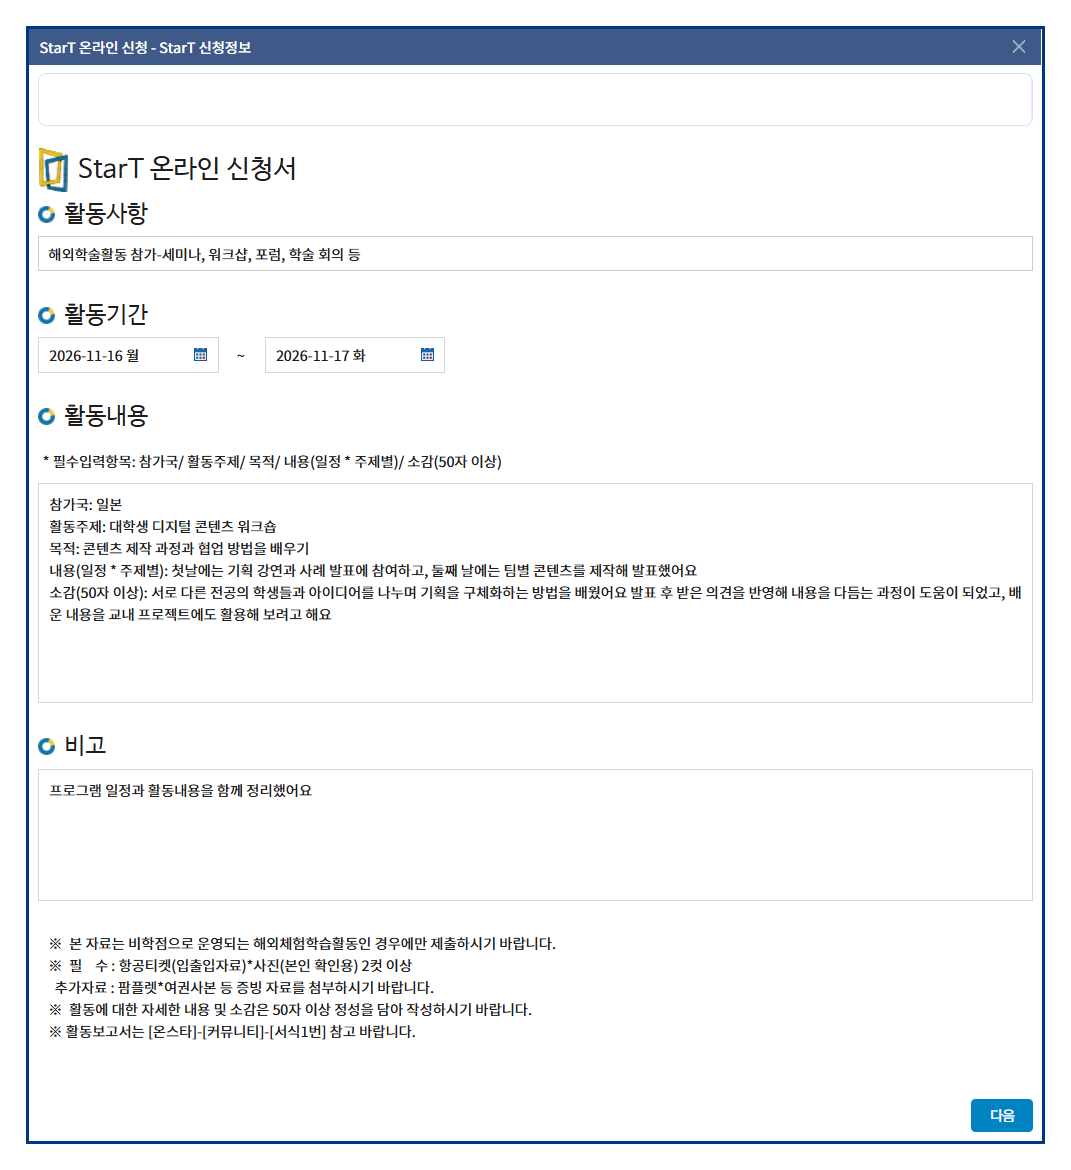 StarT 온라인 신청 - StarT 신청정보
StarT 온라인 신청서
활동사항
해외학술활동 참가-세미나, 워크샵, 포럼, 학술 회의 등
활동기간
2026-11-16 월 ~ 2026-11-17 화
활동내용
* 필수입력항목: 참가국/ 활동주제/ 목적/ 내용(일정 * 주제별)/ 소감(50자 이상)
참가국: 일본
활동주제: 대학생 디지털 콘텐츠 워크숍
목적: 콘텐츠 제작 과정과 협업 방법을 배우기
내용(일정 * 주제별): 첫날에는 기획 강연과 사례 발표에 참여하고, 둘째 날에는 팀별 콘텐츠를 제작해 발표했어요
소감(50자 이상): 서로 다른 전공의 학생들과 아이디어를 나누며 기획을 구체화하는 방법을 배웠어요 발표 후 받은 의견을 반영해 내용을 다듬는 과정이 도움이 되었고, 배
운 내용을 교내 프로젝트에도 활용해 보려고 해요
비고
프로그램 일정과 활동내용을 함께 정리했어요
※ 본 자료는 비학점으로 운영되는 해외체험학습활동인 경우에만 제출하시기 바랍니다.
※ 필 수 : 항공티켓(입출입자료)*사진(본인 확인용) 2컷 이상
추가자료 : 팜플렛*여권사본 등 증빙 자료를 첨부하시기 바랍니다.
※ 활동에 대한 자세한 내용 및 소감은 50자 이상 정성을 담아 작성하시기 바랍니다.
※ 활동보고서는 [온스타]-[커뮤니티]-[서식1번] 참고 바랍니다.
다음